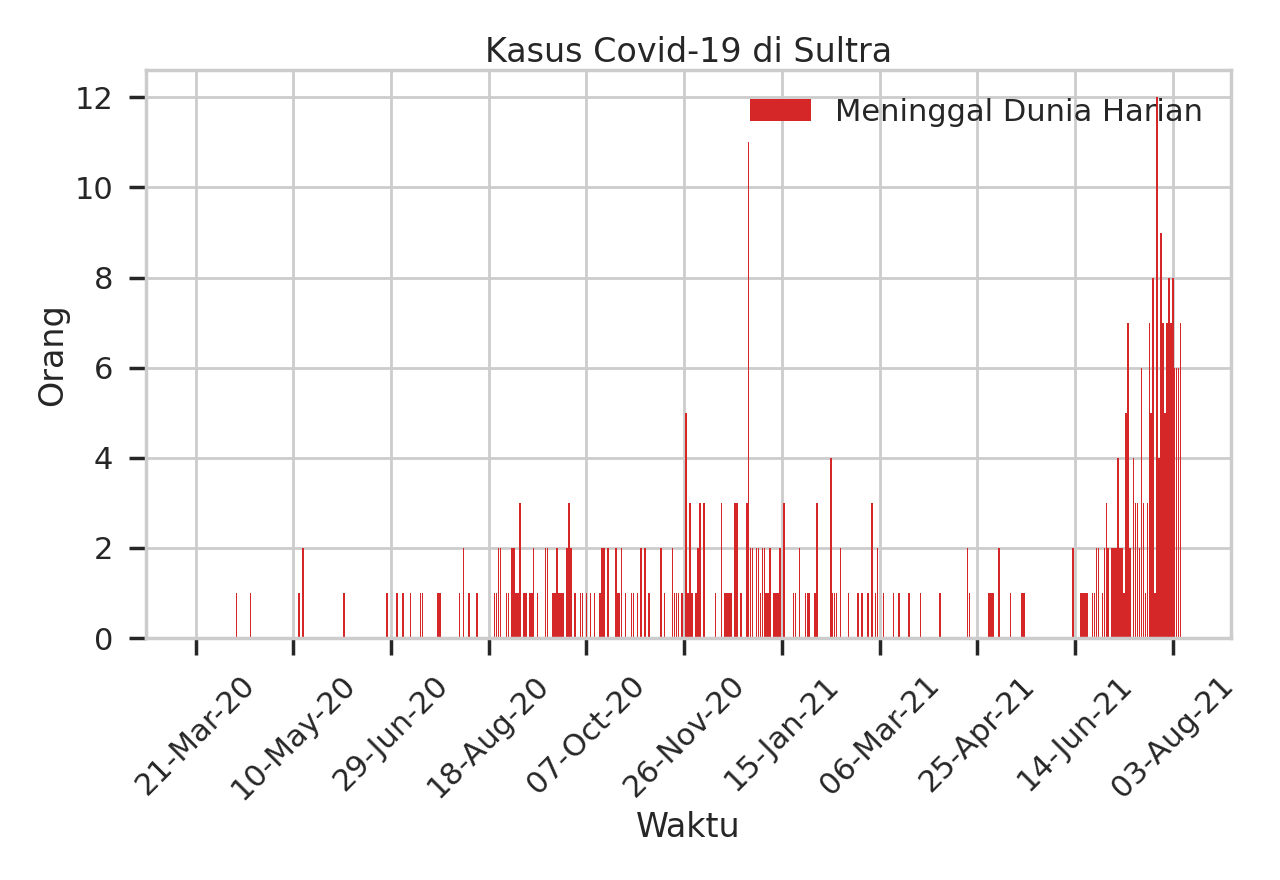 Kasus Covid-19 di Sultra
Meninggal Dunia Harian
Orang
12
10
8
6
4
2
0
21-Mar-20
10-May-20
29-Jun-20
18-Aug-20
07-Oct-20
26-Nov-20
15-Jan-21
06-Mar-21
25-Apr-21
14-Jun-21
03-Aug-21
Waktu